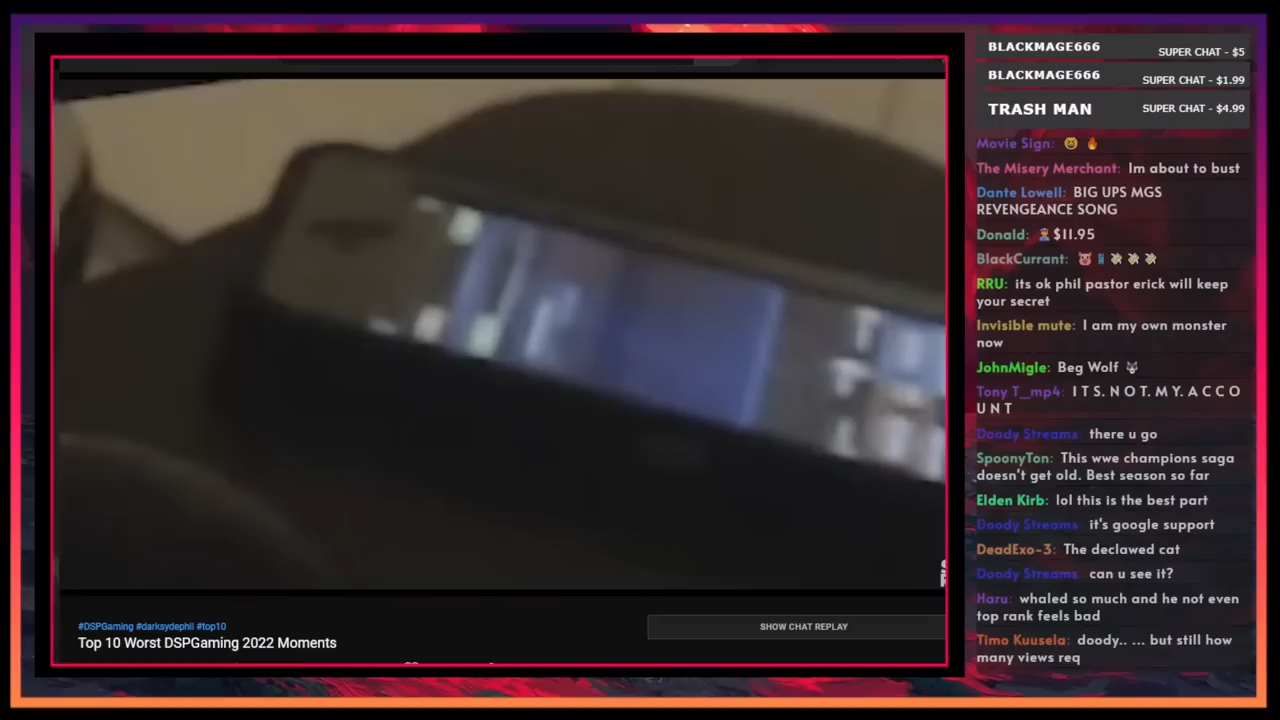 BLACKMAGE666 SUPER CHAT - $5
BLACKMAGE666 SUPER CHAT - $1.99
TRASH MAN SUPER CHAT - $4.99
Movie Sign:
The Misery Merchant: Im about to bust
Dante Lowell: BIG UPS MGS
REVENGEANCE SONG
Donald: $11.95
BlackCurrant:
RRU: its ok phil pastor erick will keep
your secret
Invisible mute: I am my own monster
now
JohnMigle: Beg Wolf
Tony T_mp4: I T S. N O T. M Y. A C C O
U N T
Doody Streams there u go
SpoonyTon: This wwe champions saga
doesn't get old. Best season so far
Elden Kirb: lol this is the best part
Doody Streams it's google support
DeadExo-3: The declawed cat
Doody Streams can u see it?
Haru: whaled so much and he not even
top rank feels bad
Timo Kuusela: doody.. ... but still how
many views req
#DSPGaming #darksydephil #top10
Top 10 Worst DSPGaming 2022 Moments
SHOW CHAT REPLAY